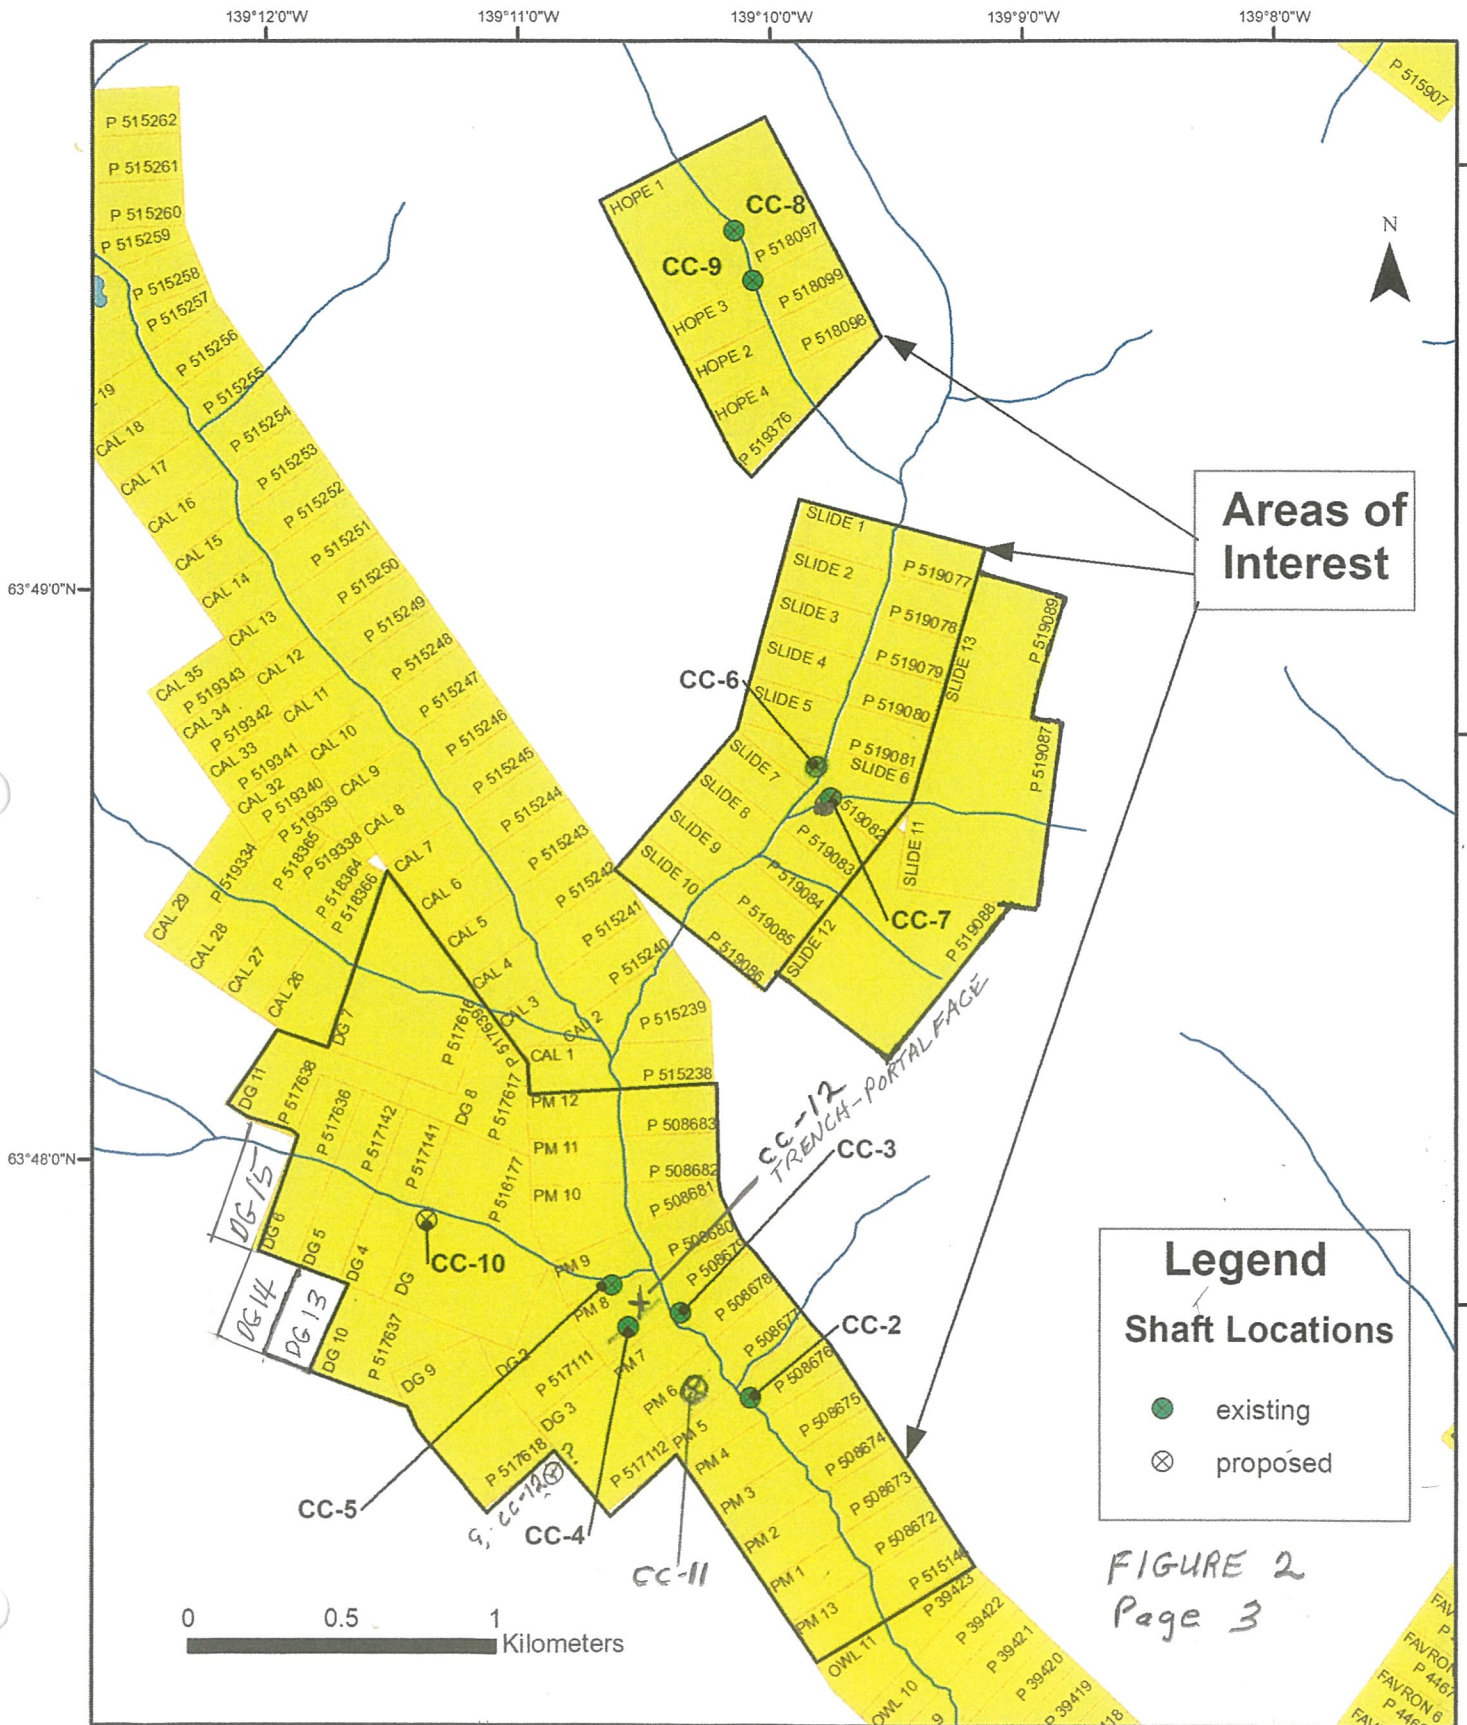 139°12'0"W
139°11'0"W
139°10'0"W
139°9'0"W
139°8'0"W
P 515907
P 515262
P 515261
P 515260
P 515259
P 515258
P 515257
P 515256
P 515255
P 515254
P 515253
P 515252
P 515251
P 515250
P 515249
P 515248
P 515247
P 515246
P 515245
P 515244
P 515243
P 515242
P 515241
P 515240
P 515239
P 515238
19
CAL 18
CAL 17
CAL 16
CAL 15
CAL 14
CAL 13
CAL 12
CAL 11
CAL 10
CAL 9
CAL 8
CAL 7
CAL 6
CAL 5
CAL 4
CAL 3
CAL 2
CAL 1
HOPE 1
CC-8
P 518097
CC-9
P 518099
HOPE 3
P 518098
HOPE 2
HOPE 4
P 519376
N
Areas of
Interest
63°49'0"N
SLIDE 1
SLIDE 2
P 519077
SLIDE 3
P 519078
SLIDE 4
P 519079
SLIDE 5
P 519080
P 519081
SLIDE 6
SLIDE 13
P 519089
P 519087
CC-6
SLIDE 7
SLIDE 8
SLIDE 9
SLIDE 10
519082
P 519083
P 519084
P 519085
P 519086
SLIDE 11
SLIDE 12
P 519088
CC-7
CAL 35
P 519343
CAL 34
P 519342
CAL 33
P 519341
CAL 32
P 519340
P 519339
P 518365
P 519338
P 519334
P 518364
P 518366
CAL 29
CAL 28
CAL 27
CAL 26
DG 7
P 517639
DG 11
P 517638
P 517636
P 517142
P 517141
DG 8
P 517617
P 516177
63°48'0"N
PM 12
PM 11
PM 10
PM 9
PM 8
PM 7
PM 6
PM 5
PM 4
PM 3
PM 2
PM 1
PM 13
P 508683
P 508682
P 508681
P 508680
P 508679
P 508678
P 508677
P 508676
P 508675
P 508674
P 508673
P 508672
CC-12
TRENCH-PORTAL FACE
CC-3
CC-2
DG 15
DG 14
DG 13
DG 6
DG 5
DG 4
DG
CC-10
DG 10
P 517637
DG 9
DG 2
P 517111
DG 3
P 517618
P 517112
CC-12 ?
CC-5
CC-4
CC-11
Legend
Shaft Locations
existing
proposed
FIGURE 2
Page 3
0
0.5
1
Kilometers
OWL 11
OWL 10
9
P 39423
P 39422
P 39421
P 39420
P 39419
18
FAVRON 6
P 4467